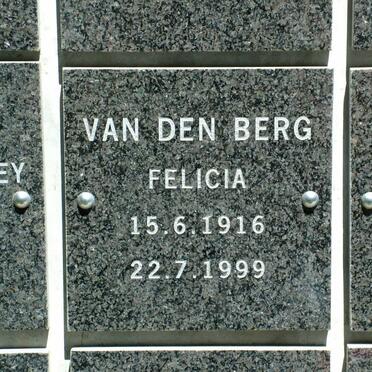 VAN DEN BERG
FELICIA
15.6.1916
22.7.1999
EY